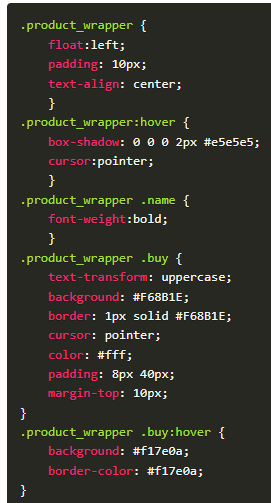 .product_wrapper {
    float:left;
    padding: 10px;
    text-align: center;
    }
.product_wrapper:hover {
    box-shadow: 0 0 0 2px #e5e5e5;
    cursor:pointer;
    }
.product_wrapper .name {
    font-weight:bold;
    }
.product_wrapper .buy {
    text-transform: uppercase;
    background: #F68B1E;
    border: 1px solid #F68B1E;
    cursor: pointer;
    color: #fff;
    padding: 8px 40px;
    margin-top: 10px;
}
.product_wrapper .buy:hover {
    background: #f17e0a;
    border-color: #f17e0a;
}